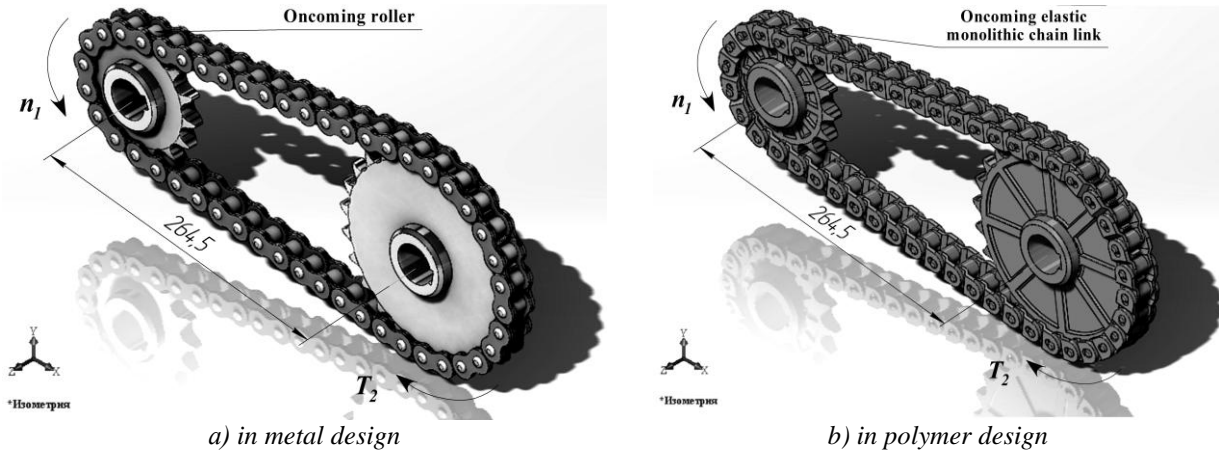 Oncoming roller
n1
264,5
T2
Y
Z
X
*Изометрия
a) in metal design
Oncoming elastic
monolithic chain link
n1
264,5
T2
Y
Z
X
*Изометрия
b) in polymer design